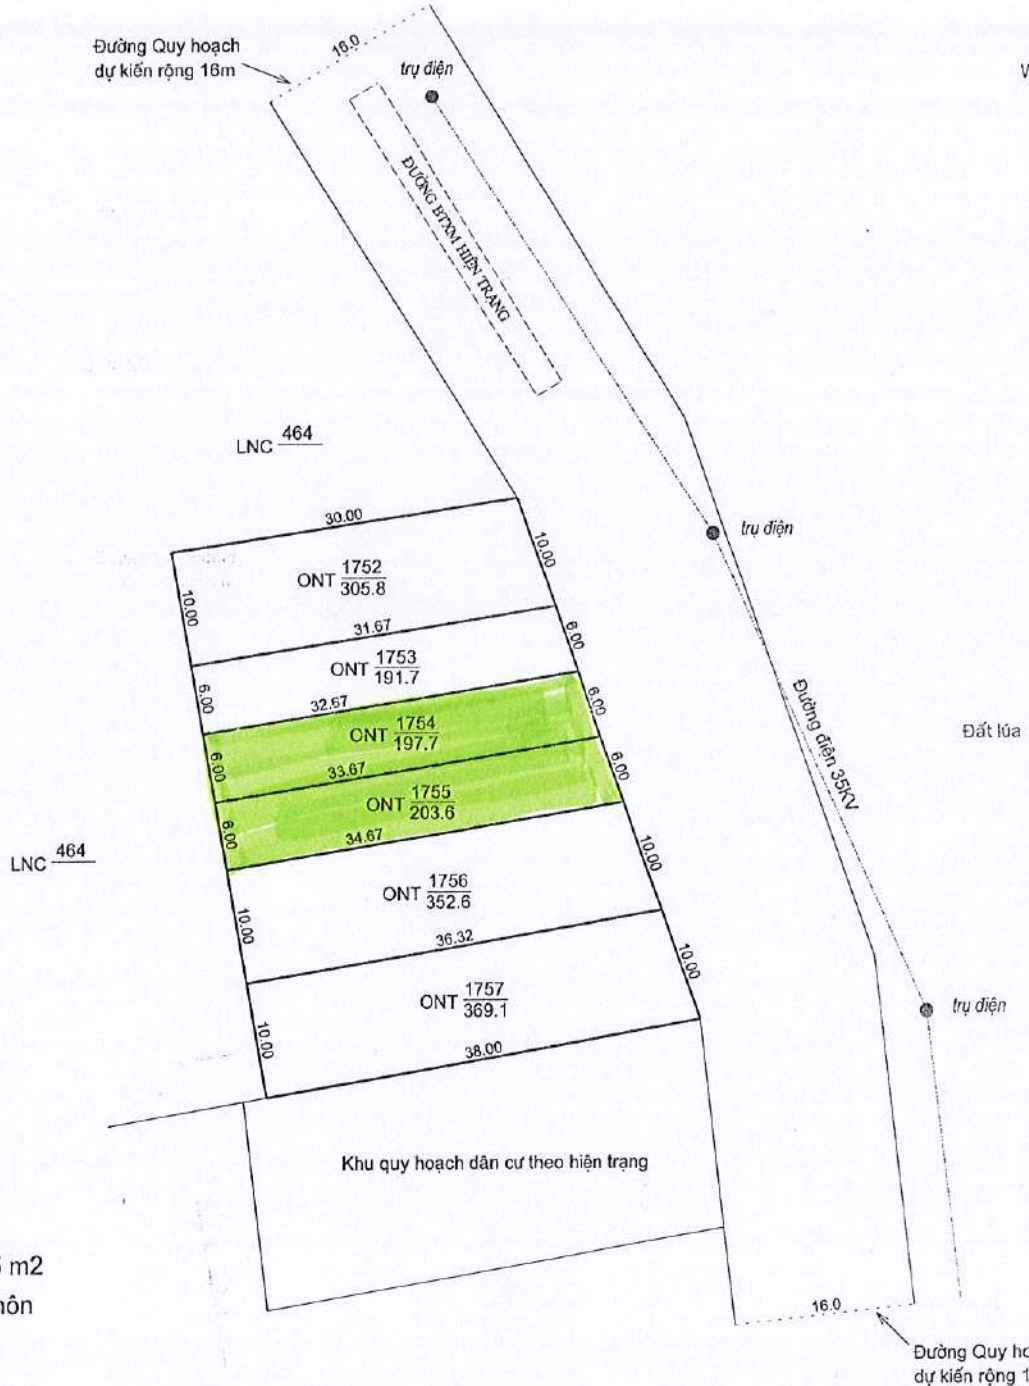 Đường Quy hoạch
dự kiến rộng 16m
16.0
trụ điện
ĐƯỜNG BTXM HIỆN TRẠNG
LNC 464
trụ điện
30.00
10.00
ONT 1752
305.8
10.00
31.67
6.00
ONT 1753
191.7
6.00
32.67
6.00
ONT 1754
197.7
6.00
33.67
6.00
ONT 1755
203.6
6.00
34.67
Đường điện 35KV
Đất lúa
LNC 464
10.00
ONT 1756
352.6
10.00
36.32
10.00
ONT 1757
369.1
10.00
38.00
trụ điện
Khu quy hoạch dân cư theo hiện trạng
m2
16.0
Đường Quy
dự kiến rộng